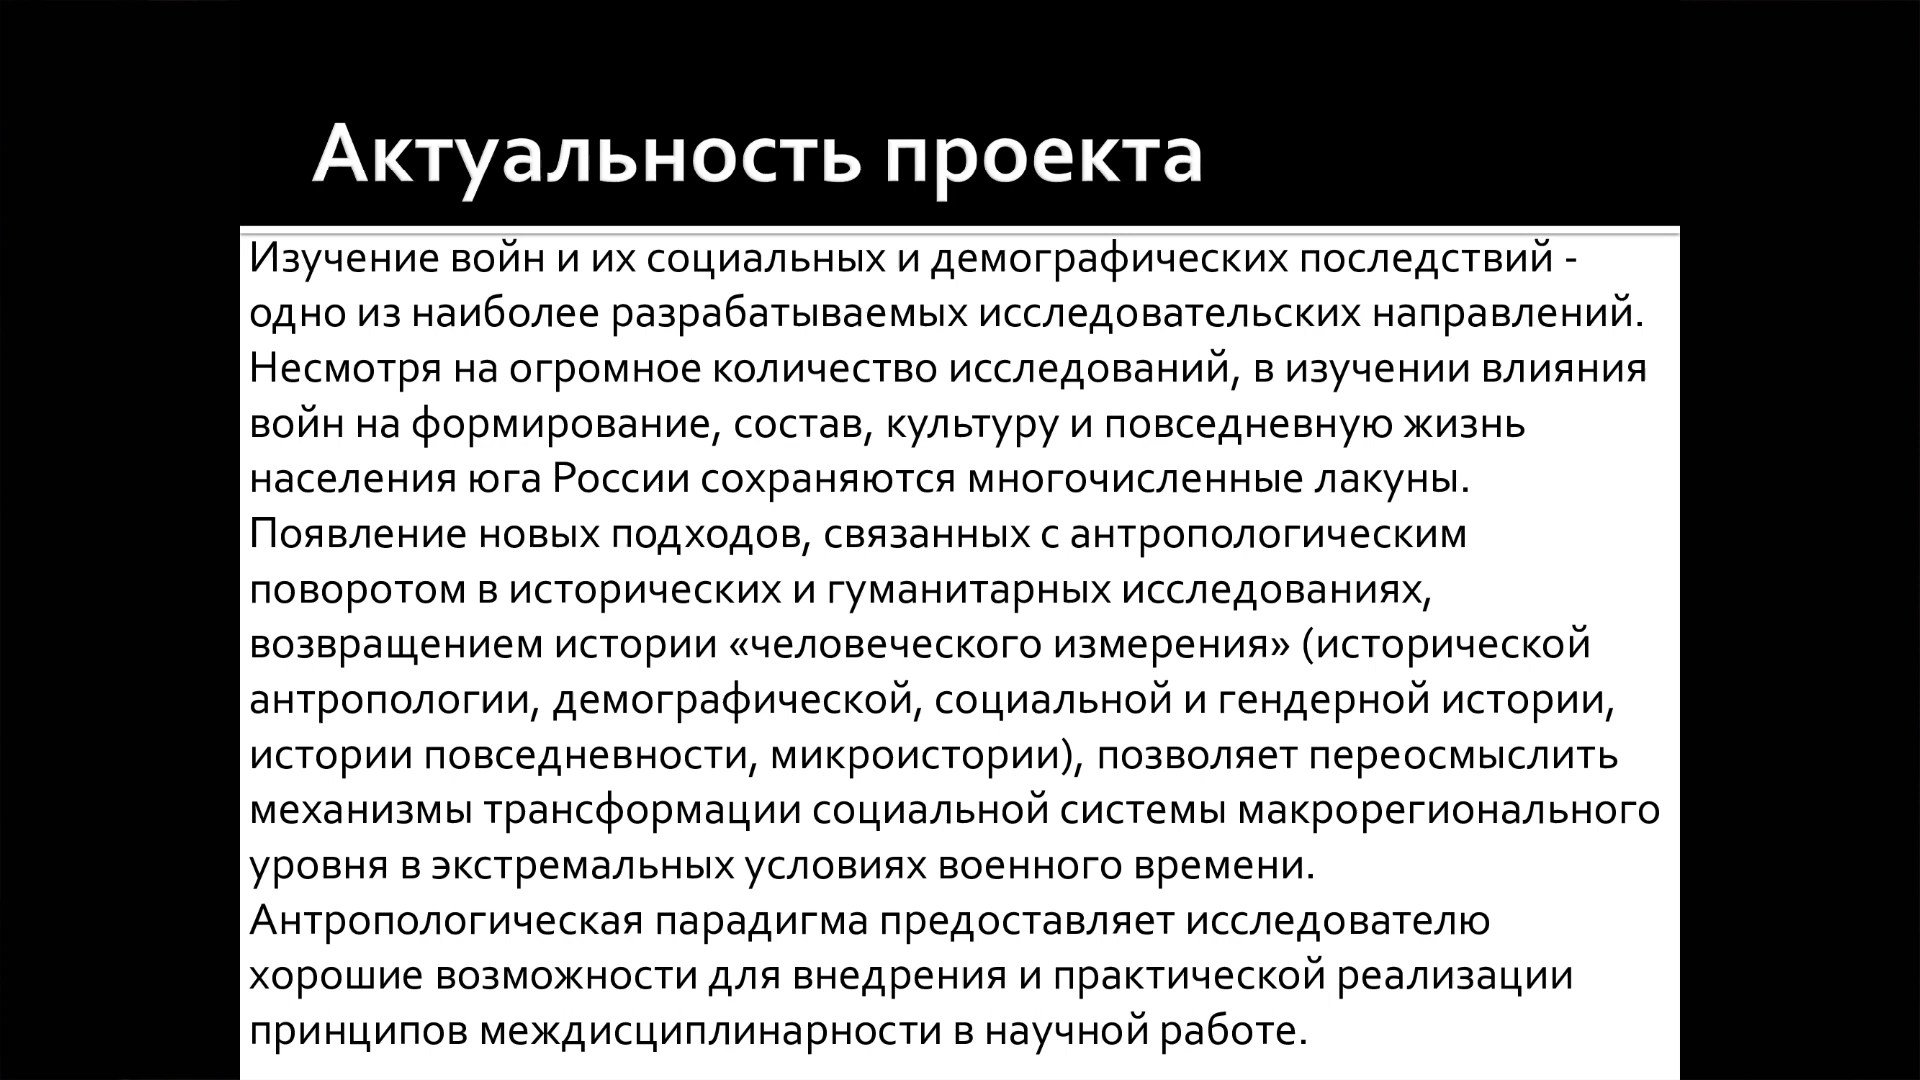 Актуальность проекта
Изучение войн и их социальных и демографических последствий -
одно из наиболее разрабатываемых исследовательских направлений.
Несмотря на огромное количество исследований, в изучении влияния
войн на формирование, состав, культуру и повседневную жизнь
населения юга России сохраняются многочисленные лакуны.
Появление новых подходов, связанных с антропологическим
поворотом в исторических и гуманитарных исследованиях,
возвращением истории «человеческого измерения» (исторической
антропологии, демографической, социальной и гендерной истории,
истории повседневности, микроистории), позволяет переосмыслить
механизмы трансформации социальной системы макрорегионального
уровня в экстремальных условиях военного времени.
Антропологическая парадигма предоставляет исследователю
хорошие возможности для внедрения и практической реализации
принципов междисциплинарности в научной работе.